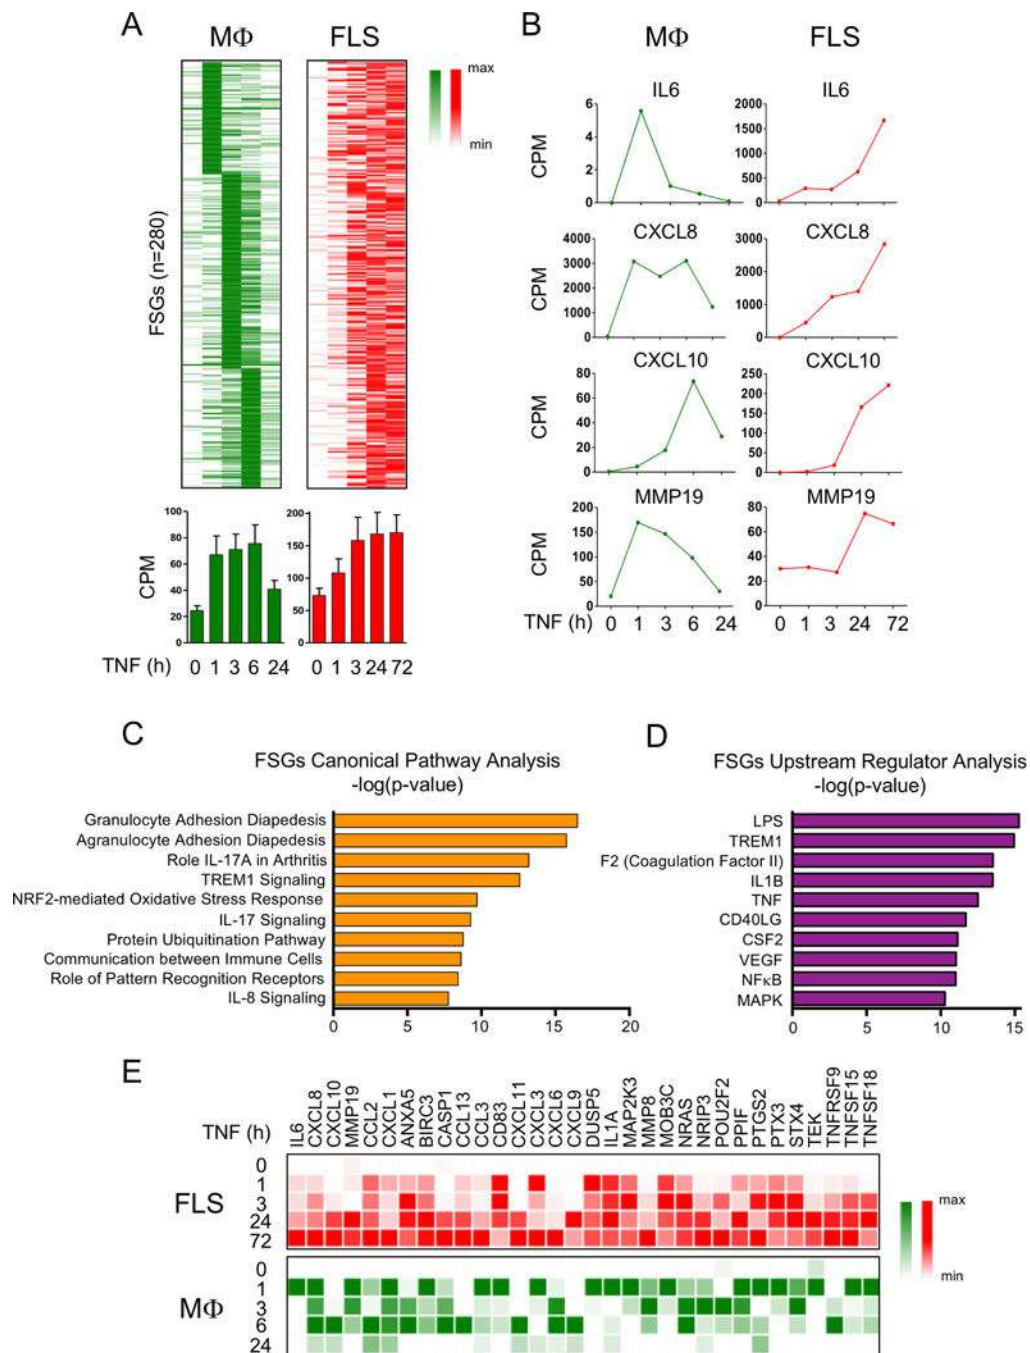 A
MΦ FLS
max
min
FSGs (n=280)
100
80
60
40
20
0
CPM
200
150
100
50
0
TNF (h) 0 1 3 6 24 0 1 3 24 72
B
MΦ FLS
IL6 IL6
CPM
6
4
2
0
2000
1500
1000
500
0
CXCL8 CXCL8
CPM
4000
3000
2000
1000
0
3000
2000
1000
0
CXCL10 CXCL10
CPM
80
60
40
20
0
250
200
150
100
50
0
MMP19 MMP19
CPM
200
150
100
50
0
80
60
40
20
0
TNF (h) 0 1 3 6 24 0 1 3 24 72
C
FSGs Canonical Pathway Analysis
-log(p-value)
Granulocyte Adhesion Diapedesis
Agranulocyte Adhesion Diapedesis
Role IL-17A in Arthritis
TREM1 Signaling
NRF2-mediated Oxidative Stress Response
IL-17 Signaling
Protein Ubiquitination Pathway
Communication between Immune Cells
Role of Pattern Recognition Receptors
IL-8 Signaling
0 5 10 15 20
D
FSGs Upstream Regulator Analysis
-log(p-value)
LPS
TREM1
F2 (Coagulation Factor II)
IL1B
TNF
CD40LG
CSF2
VEGF
NFκB
MAPK
0 5 10 15
E
TNF (h)
IL6
CXCL8
CXCL10
MMP19
CCL2
CXCL1
ANXA5
BIRC3
CASP1
CCL13
CCL3
CD83
CXCL11
CXCL3
CXCL6
CXCL9
DUSP5
IL1A
MAP2K3
MMP8
MOB3C
NRAS
NRIP3
POU2F2
PPIF
PTGS2
PTX3
STX4
TEK
TNFRSF9
TNFSF15
TNFSF18
FLS
0
1
3
24
72
MΦ
0
1
3
6
24
max
min